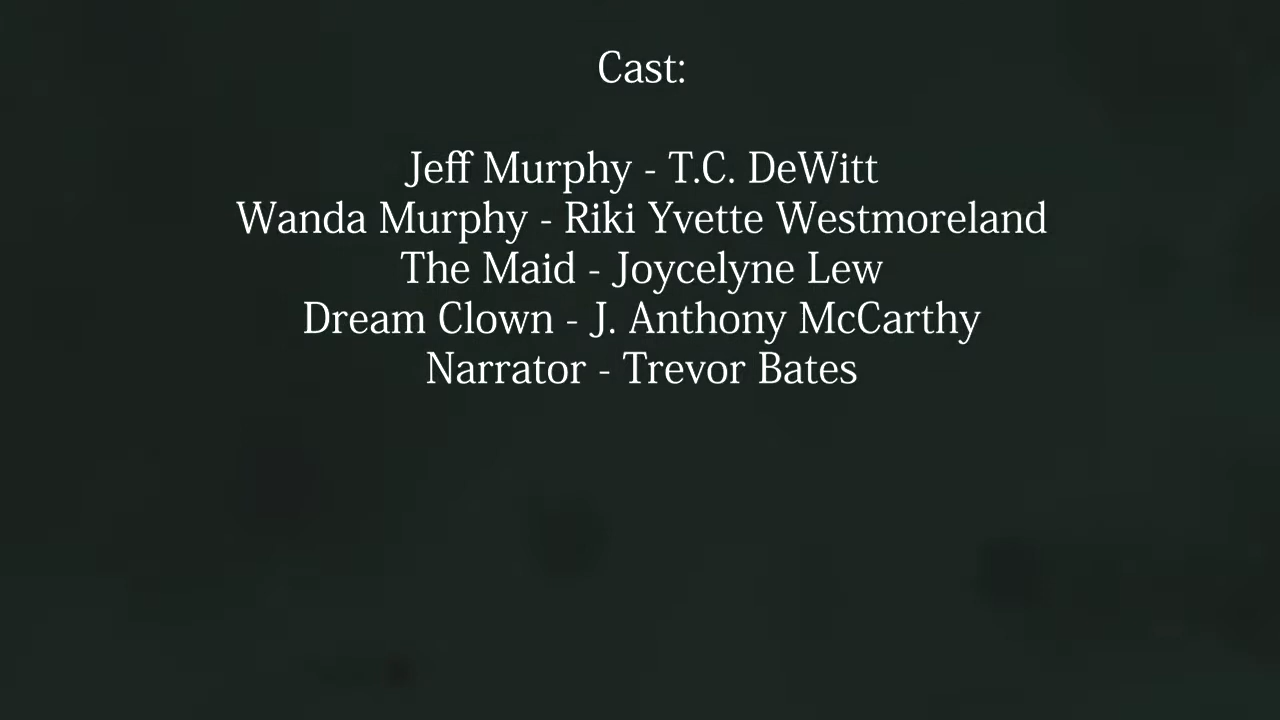 Cast:
Jeff Murphy - T.C. DeWitt
Wanda Murphy - Riki Yvette Westmoreland
The Maid - Joycelyne Lew
Dream Clown - J. Anthony McCarthy
Narrator - Trevor Bates